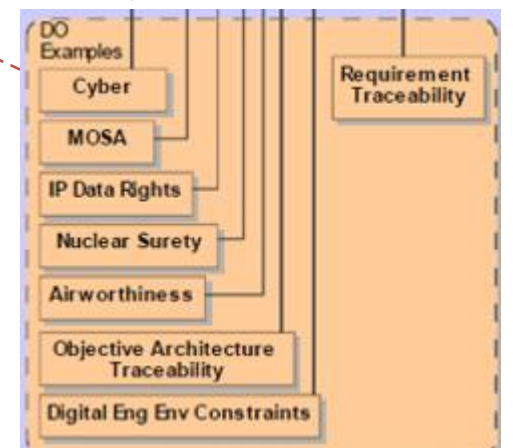 DO
Examples
Cyber
MOSA
IP Data Rights
Nuclear Surety
Airworthiness
Objective Architecture
Traceability
Digital Eng Env Constraints
Requirement
Traceability